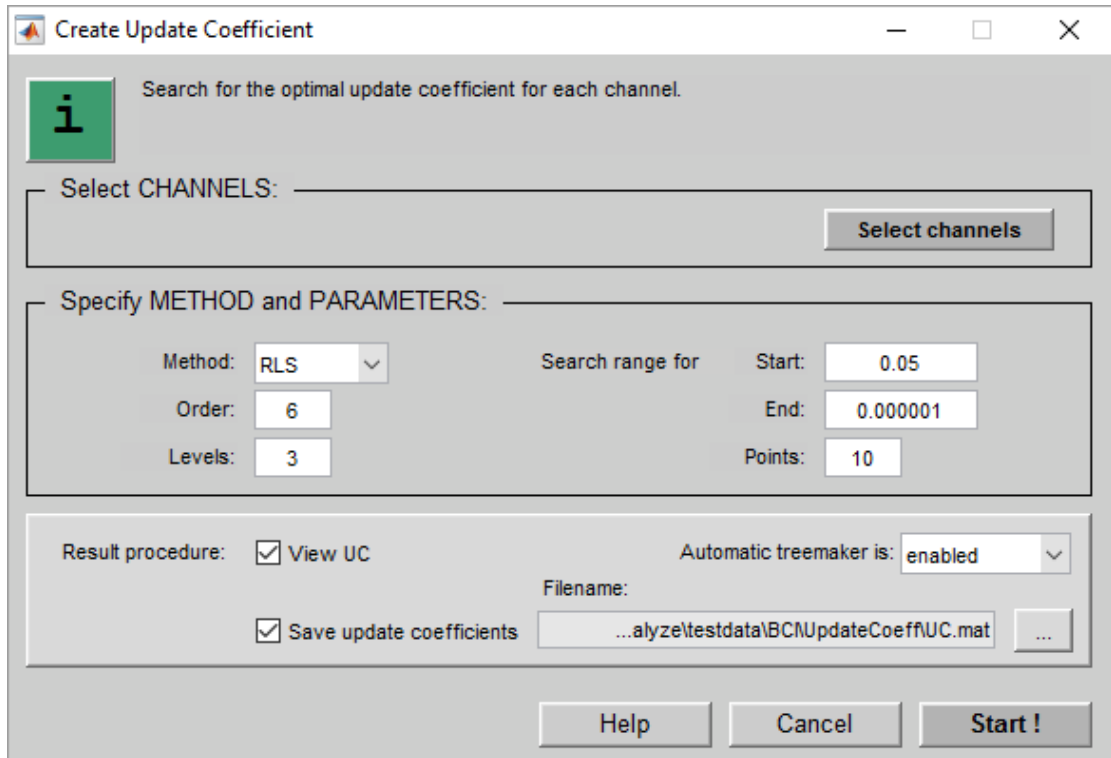 Create Update Coefficient
i
Search for the optimal update coefficient for each channel.
Select CHANNELS:
Select channels
Specify METHOD and PARAMETERS:
Method: RLS Search range for Start: 0.05
Order: 6 End: 0.000001
Levels: 3 Points: 10
Result procedure: View UC Automatic treemaker is: enabled
Filename:
Save update coefficients ...alyze\testdata\BCI\UpdateCoeff\UC.mat ...
Help Cancel Start !